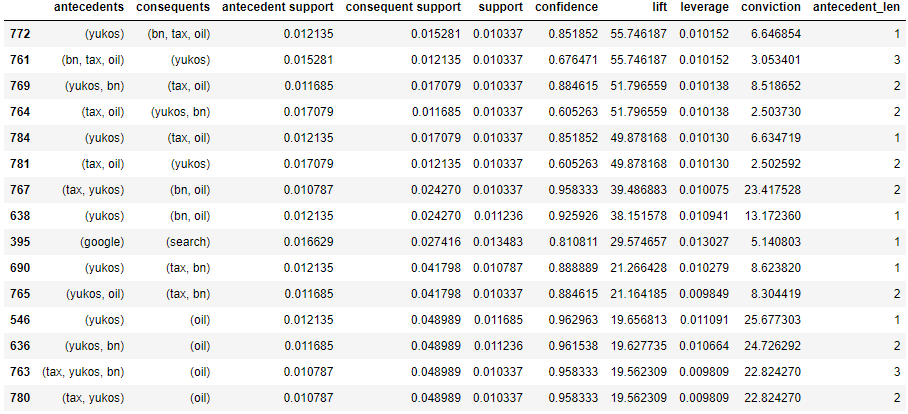 antecedents consequents antecedent support consequent support support confidence lift leverage conviction antecedent_len
772 (yukos) (bn, tax, oil) 0.012135 0.015281 0.010337 0.851852 55.746187 0.010152 6.646854 1
761 (bn, tax, oil) (yukos) 0.015281 0.012135 0.010337 0.676471 55.746187 0.010152 3.053401 3
769 (yukos, bn) (tax, oil) 0.011685 0.017079 0.010337 0.884615 51.796559 0.010138 8.518652 2
764 (tax, oil) (yukos, bn) 0.017079 0.011685 0.010337 0.605263 51.796559 0.010138 2.503730 2
784 (yukos) (tax, oil) 0.012135 0.017079 0.010337 0.851852 49.878168 0.010130 6.634719 1
781 (tax, oil) (yukos) 0.017079 0.012135 0.010337 0.605263 49.878168 0.010130 2.502592 2
767 (tax, yukos) (bn, oil) 0.010787 0.024270 0.010337 0.958333 39.486883 0.010075 23.417528 2
638 (yukos) (bn, oil) 0.012135 0.024270 0.011236 0.925926 38.151578 0.010941 13.172360 1
395 (google) (search) 0.016629 0.027416 0.013483 0.810811 29.574657 0.013027 5.140803 1
690 (yukos) (tax, bn) 0.012135 0.041798 0.010787 0.888889 21.266428 0.010279 8.623820 1
765 (yukos, oil) (tax, bn) 0.011685 0.041798 0.010337 0.884615 21.164185 0.009849 8.304419 2
546 (yukos) (oil) 0.012135 0.048989 0.011685 0.962963 19.656813 0.011091 25.677303 1
636 (yukos, bn) (oil) 0.011685 0.048989 0.011236 0.961538 19.627735 0.010664 24.726292 2
763 (tax, yukos, bn) (oil) 0.010787 0.048989 0.010337 0.958333 19.562309 0.009809 22.824270 3
780 (tax, yukos) (oil) 0.010787 0.048989 0.010337 0.958333 19.562309 0.009809 22.824270 2